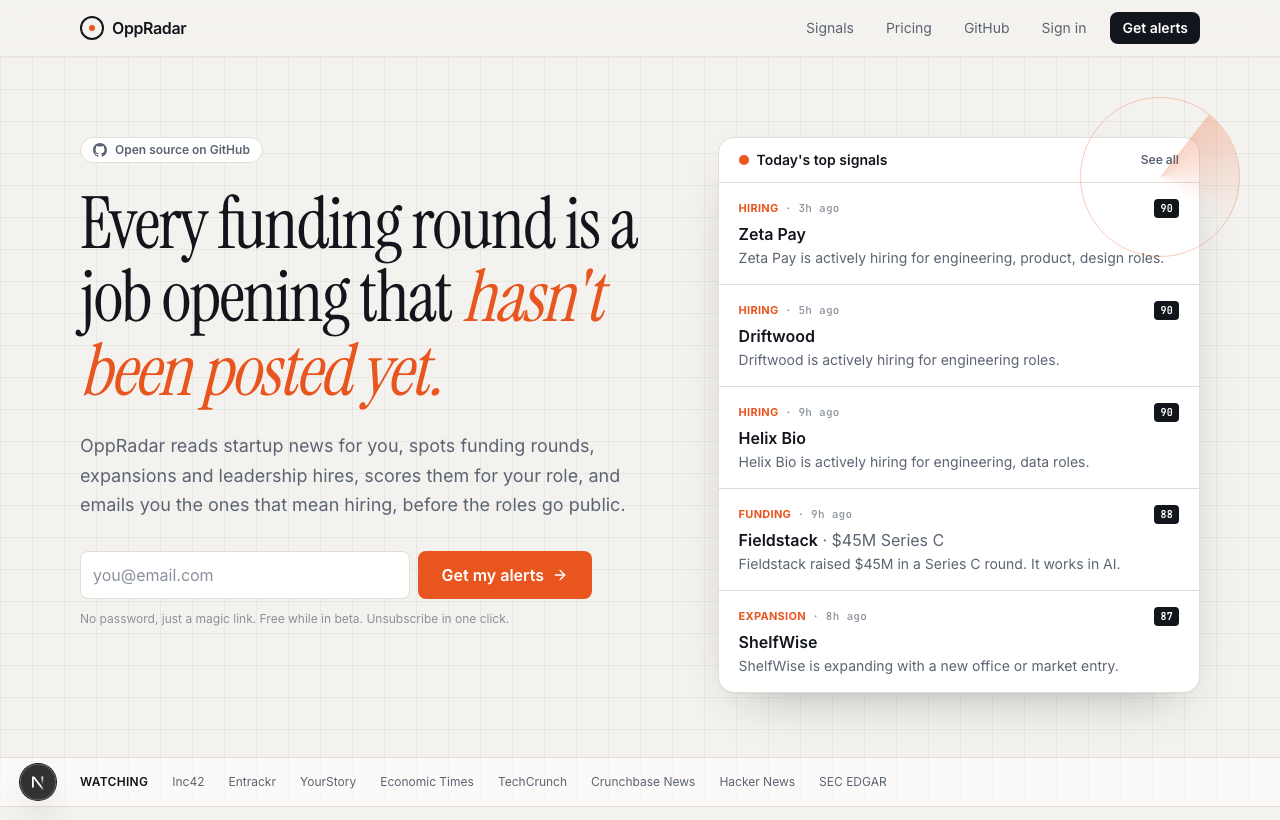 OppRadar
Signals
Pricing
GitHub
Sign in
Get alerts
Open source on GitHub
Every funding round is a
job opening that hasn't
been posted yet.
OppRadar reads startup news for you, spots funding rounds,
expansions and leadership hires, scores them for your role, and
emails you the ones that mean hiring, before the roles go public.
you@email.com
Get my alerts →
No password, just a magic link. Free while in beta. Unsubscribe in one click.
Today's top signals
See all
HIRING · 3h ago
90
Zeta Pay
Zeta Pay is actively hiring for engineering, product, design roles.
HIRING · 5h ago
90
Driftwood
Driftwood is actively hiring for engineering roles.
HIRING · 9h ago
90
Helix Bio
Helix Bio is actively hiring for engineering, data roles.
FUNDING · 9h ago
88
Fieldstack · $45M Series C
Fieldstack raised $45M in a Series C round. It works in AI.
EXPANSION · 8h ago
87
ShelfWise
ShelfWise is expanding with a new office or market entry.
N
WATCHING
Inc42
Entrackr
YourStory
Economic Times
TechCrunch
Crunchbase News
Hacker News
SEC EDGAR